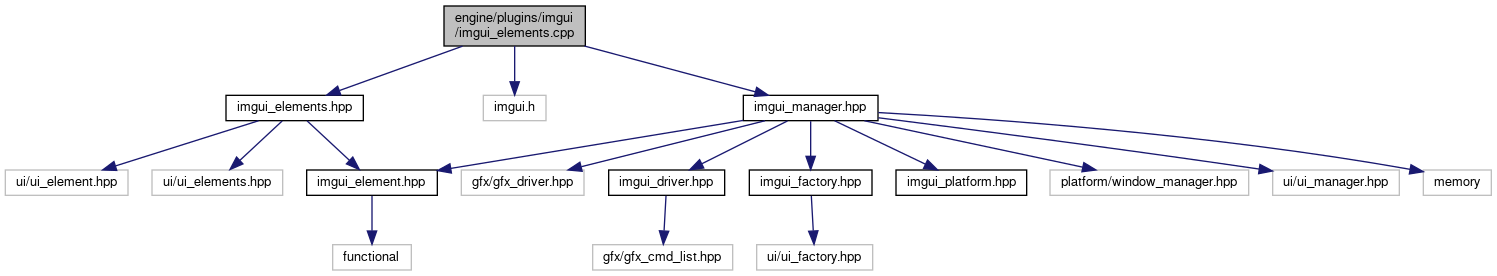 engine/plugins/imgui
/imgui_elements.cpp
imgui_elements.hpp
imgui.h
imgui_manager.hpp
ui/ui_element.hpp
ui/ui_elements.hpp
imgui_element.hpp
gfx/gfx_driver.hpp
imgui_driver.hpp
imgui_factory.hpp
imgui_platform.hpp
platform/window_manager.hpp
ui/ui_manager.hpp
memory
functional
gfx/gfx_cmd_list.hpp
ui/ui_factory.hpp